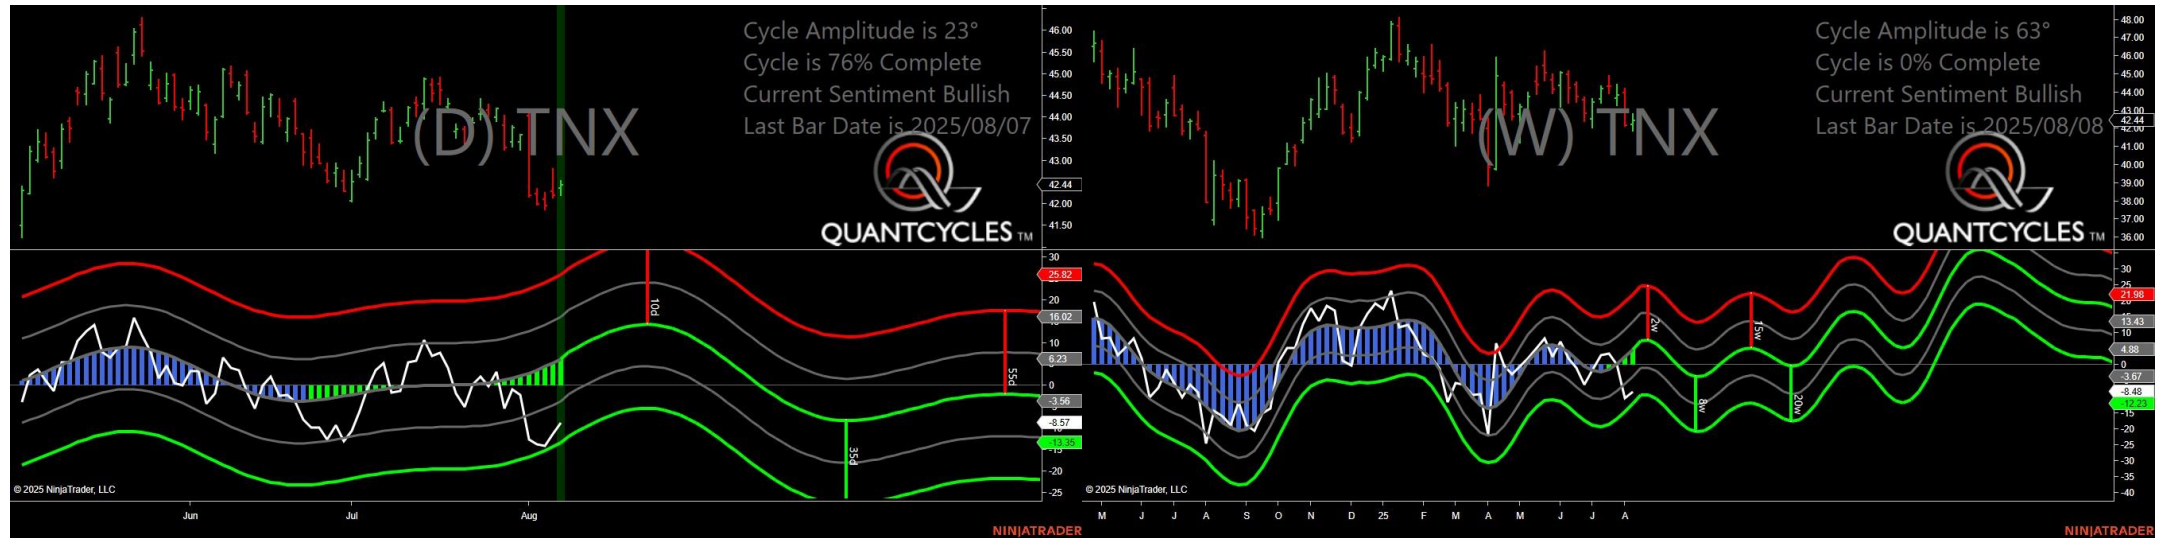 Cycle Amplitude is 23°
Cycle is 76% Complete
Current Sentiment Bullish
Last Bar Date is 2025/08/07
(D) TNX
QUANTCYCLES TM
46.00
45.50
45.00
44.50
44.00
43.50
43.00
42.44
42.00
41.50
30
25.82
20
16.02
10
6.23
0
-3.56
-8.57
-13.35
-15
-20
-25
10d
35d
55d
© 2025 NinjaTrader, LLC
Jun Jul Aug
NINJATRADER
Cycle Amplitude is 63°
Cycle is 0% Complete
Current Sentiment Bullish
Last Bar Date is 2025/08/08
(W) TNX
QUANTCYCLES TM
48.00
47.00
46.00
45.00
44.00
43.00
42.44
42.00
41.00
40.00
39.00
38.00
37.00
36.00
30
21.98
13.43
10
4.88
0
-3.67
-8.48
-12.23
-15
-20
-25
-30
-35
-40
2w
8w
15w
20w
© 2025 NinjaTrader, LLC
M J J A S O N D 25 F M A M J J A
NINJATRADER